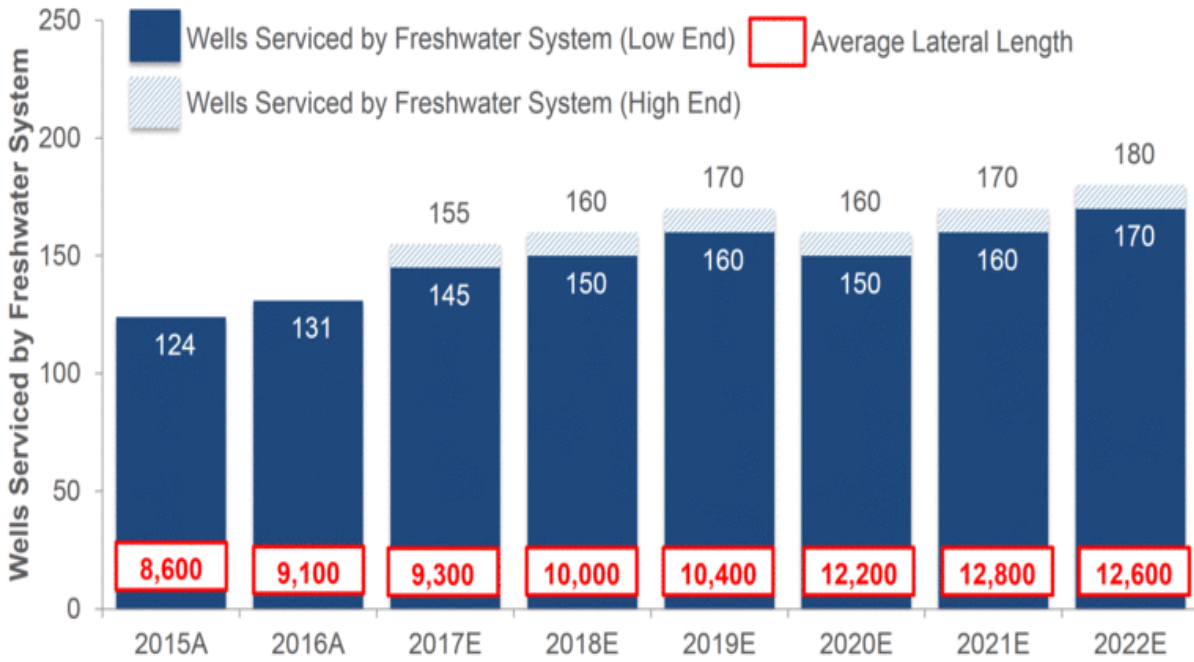 Wells Serviced by Freshwater System
250
200
150
100
50
0
Wells Serviced by Freshwater System (Low End)
Average Lateral Length
Wells Serviced by Freshwater System (High End)
155
160
170
160
170
180
124
131
145
150
160
150
160
170
8,600
9,100
9,300
10,000
10,400
12,200
12,800
12,600
2015A
2016A
2017E
2018E
2019E
2020E
2021E
2022E